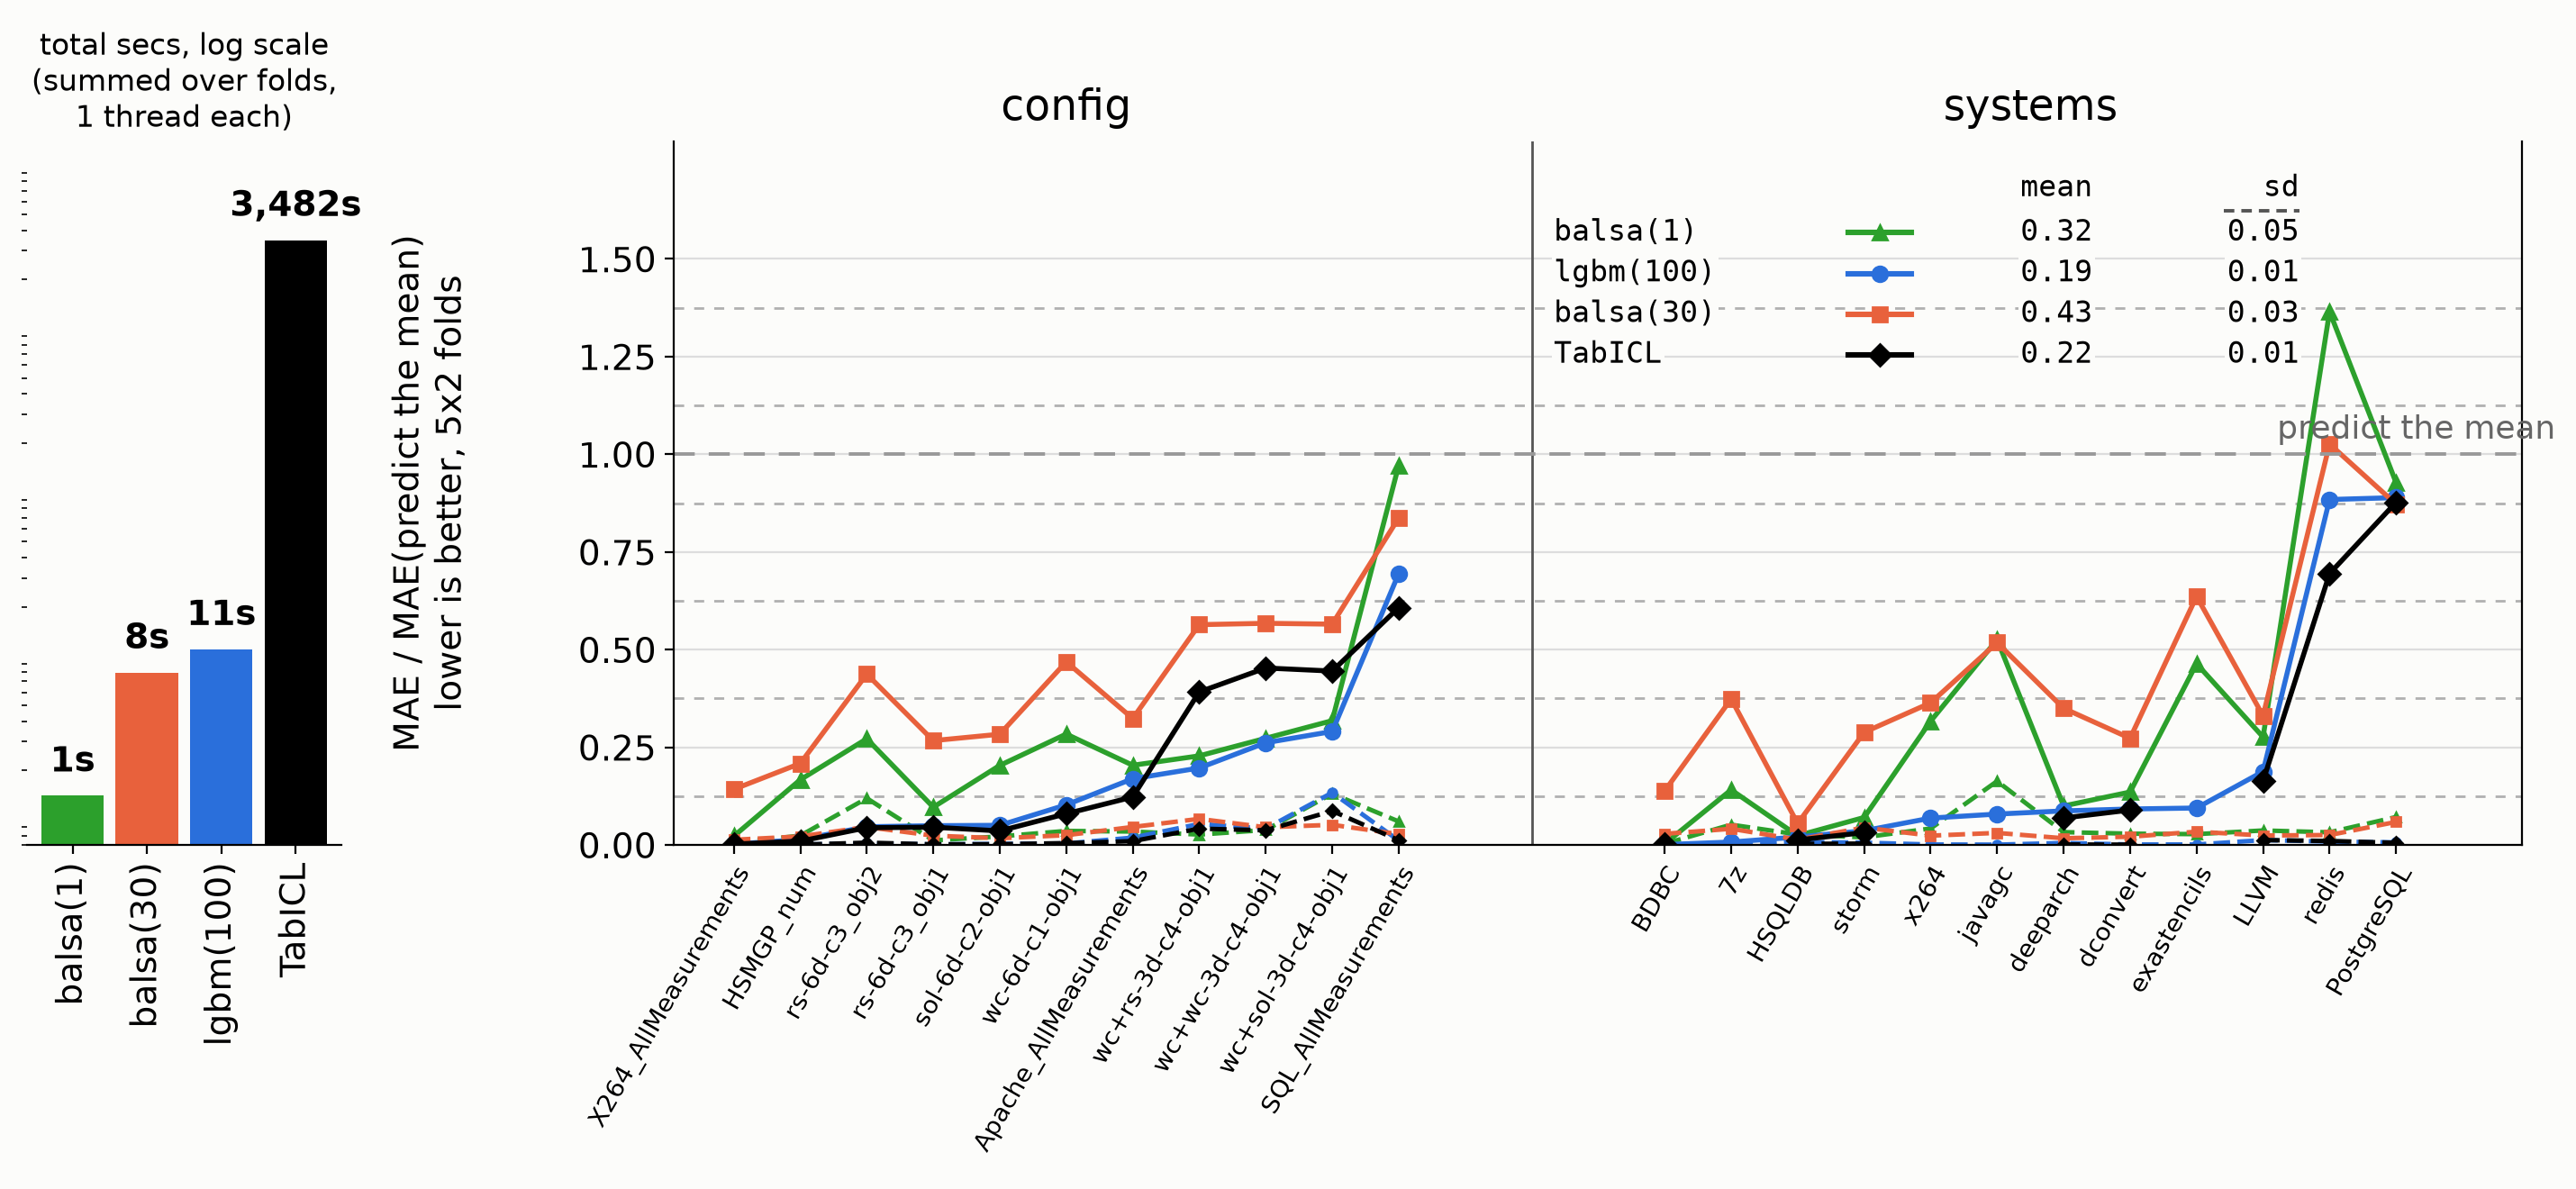 total secs, log scale
(summed over folds,
1 thread each)
3,482s
11s
8s
1s
balsa(1)
balsa(30)
lgbm(100)
TabICL
MAE / MAE(predict the mean)
lower is better, 5x2 folds
config
systems
1.50
1.25
1.00
0.75
0.50
0.25
0.00
mean sd
balsa(1) 0.32 0.05
lgbm(100) 0.19 0.01
balsa(30) 0.43 0.03
TabICL 0.22 0.01
predict the mean
X264_AllMeasurements
HSMGP_num
rs-6d-c3_obj2
rs-6d-c3_obj1
sol-6d-c2-obj1
wc-6d-c1-obj1
Apache_AllMeasurements
wc+rs-3d-c4-obj1
wc+wc-3d-c4-obj1
wc+sol-3d-c4-obj1
SQL_AllMeasurements
BDBC
7z
HSQLDB
storm
x264
javagc
deeparch
dconvert
exastencils
LLVM
redis
PostgreSQL